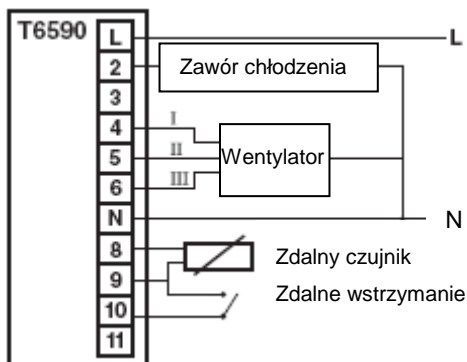 T6590
L L
2 Zawór chłodzenia
3
4 I
5 II Wentylator
6 III
N N
8 Zdalny czujnik
9 Zdalne wstrzymanie
10
11